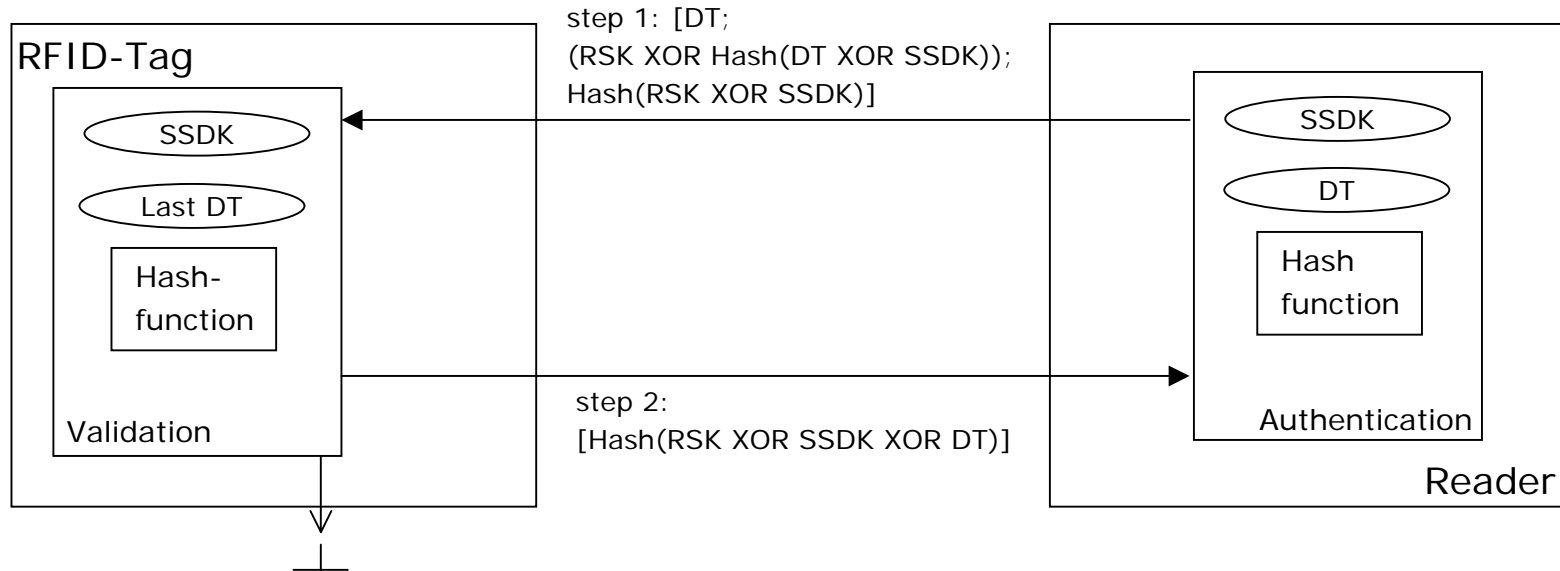 step 1: [DT;
(RSK XOR Hash(DT XOR SSDK));
Hash(RSK XOR SSDK)]
RFID-Tag
SSDK
Last DT
Hash-
function
Validation
SSDK
DT
Hash
function
Authentication
Reader
step 2:
[Hash(RSK XOR SSDK XOR DT)]